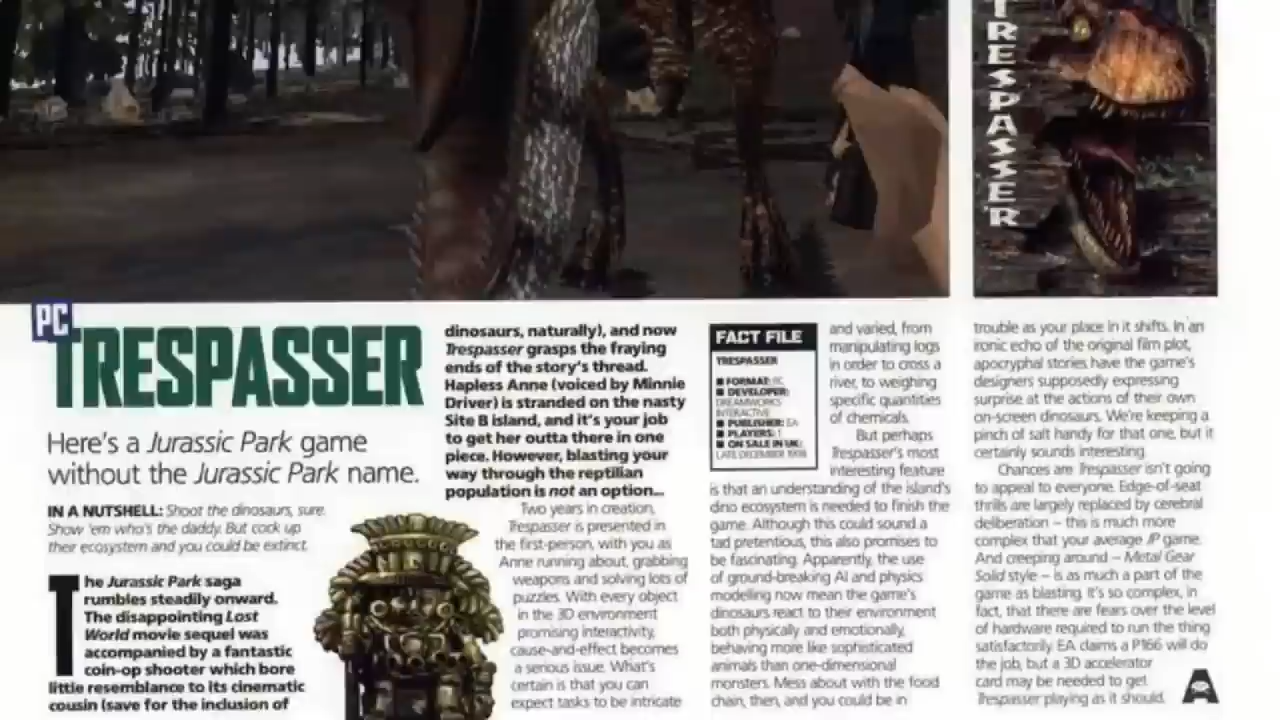 TRESPASSER
PC
TRESPASSER
Here's a Jurassic Park game
without the Jurassic Park name.
IN A NUTSHELL: Shoot the dinosaurs, sure.
Show 'em who's the daddy. But cock up
their ecosystem and you could be extinct.
The Jurassic Park saga
rumbles steadily onward.
The disappointing Lost
World movie sequel was
accompanied by a fantastic
coin-op shooter which bore
little resemblance to its cinematic
cousin (save for the inclusion of
dinosaurs, naturally), and now
Trespasser grasps the fraying
ends of the story's thread.
Hapless Anne (voiced by Minnie
Driver) is stranded on the nasty
Site B island, and it's your job
to get her outta there in one
piece. However, blasting your
way through the reptilian
population is not an option...
Two years in creation,
Trespasser is presented in
the first-person, with you as
Anne running about, grabbing
weapons and solving lots of
puzzles. With every object
in the 3D environment
promising interactivity,
cause-and-effect becomes
a serious issue. What's
certain is that you can
expect tasks to be intricate
FACT FILE
TRESPASSER
■ FORMAT: PC
■ DEVELOPER:
DREAMWORKS
INTERACTIVE
■ PUBLISHER: EA
■ PLAYERS: 1
■ ON SALE IN UK:
LATE DECEMBER 1998
and varied, from
manipulating logs
in order to cross a
river, to weighing
specific quantities
of chemicals.
But perhaps
Trespasser's most
interesting feature
is that an understanding of the island's
dino ecosystem is needed to finish the
game. Although this could sound a
tad pretentious, this also promises to
be fascinating. Apparently, the use
of ground-breaking AI and physics
modelling now mean the game's
dinosaurs react to their environment
both physically and emotionally,
behaving more like sophisticated
animals than one-dimensional
monsters. Mess about with the food
chain, then, and you could be in
trouble as your place in it shifts. In an
ironic echo of the original film plot,
apocryphal stories have the game's
designers supposedly expressing
surprise at the actions of their own
on-screen dinosaurs. We're keeping a
pinch of salt handy for that one, but it
certainly sounds interesting.
Chances are Trespasser isn't going
to appeal to everyone. Edge-of-seat
thrills are largely replaced by cerebral
deliberation – this is much more
complex that your average JP game.
And creeping around – Metal Gear
Solid style – is as much a part of the
game as blasting. It's so complex, in
fact, that there are fears over the level
of hardware required to run the thing
satisfactorily. EA claims a P166 will do
the job, but a 3D accelerator
card may be needed to get
Trespasser playing as it should.